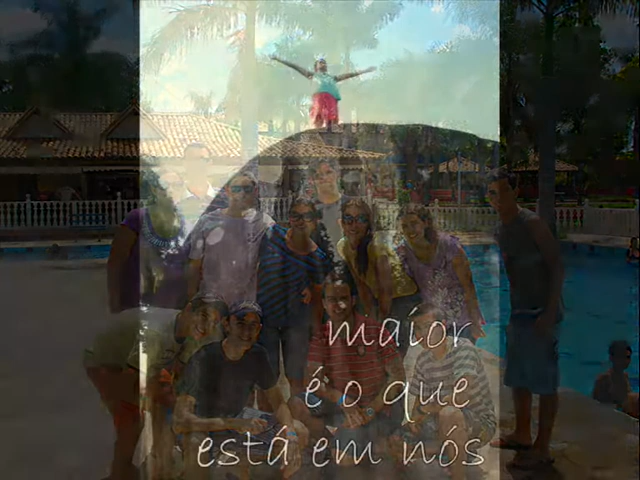 maior
é o que
está em nós